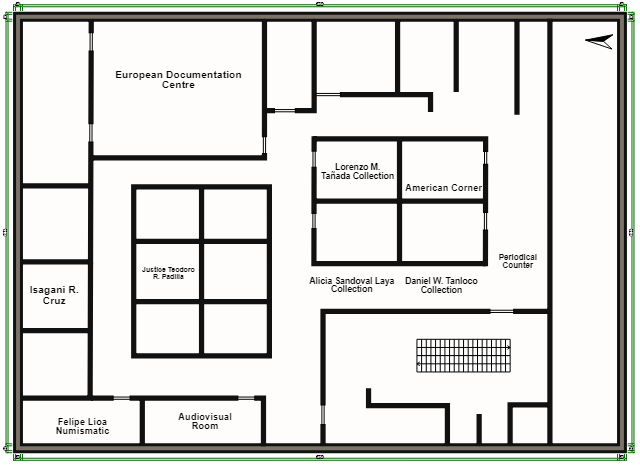 European Documentation
Centre
Lorenzo M.
Tañada Collection
American Corner
Justice Teodoro
R. Padilla
Periodical
Counter
Alicia Sandoval Laya
Collection
Daniel W. Tanloco
Collection
Isagani R.
Cruz
Felipe Lioa
Numismatic
Audiovisual
Room